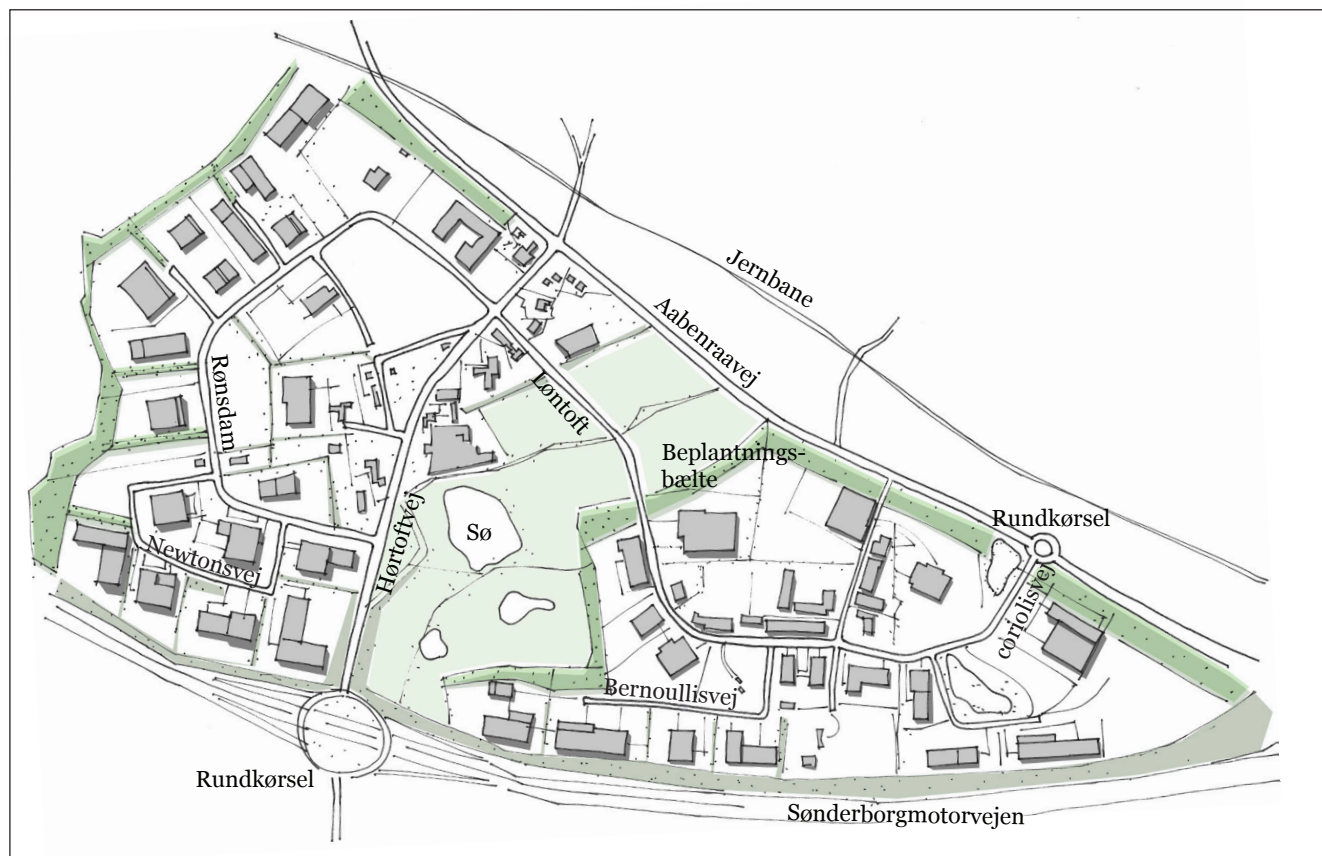 Jernbane
Aabenraavej
Rønsdam
Løntoft
Beplantnings-
bælte
Hørtoftvej
Sø
Rundkørsel
Newtonsvej
coriolisvej
Bernoullisvej
Rundkørsel
Sønderborgmotorvejen